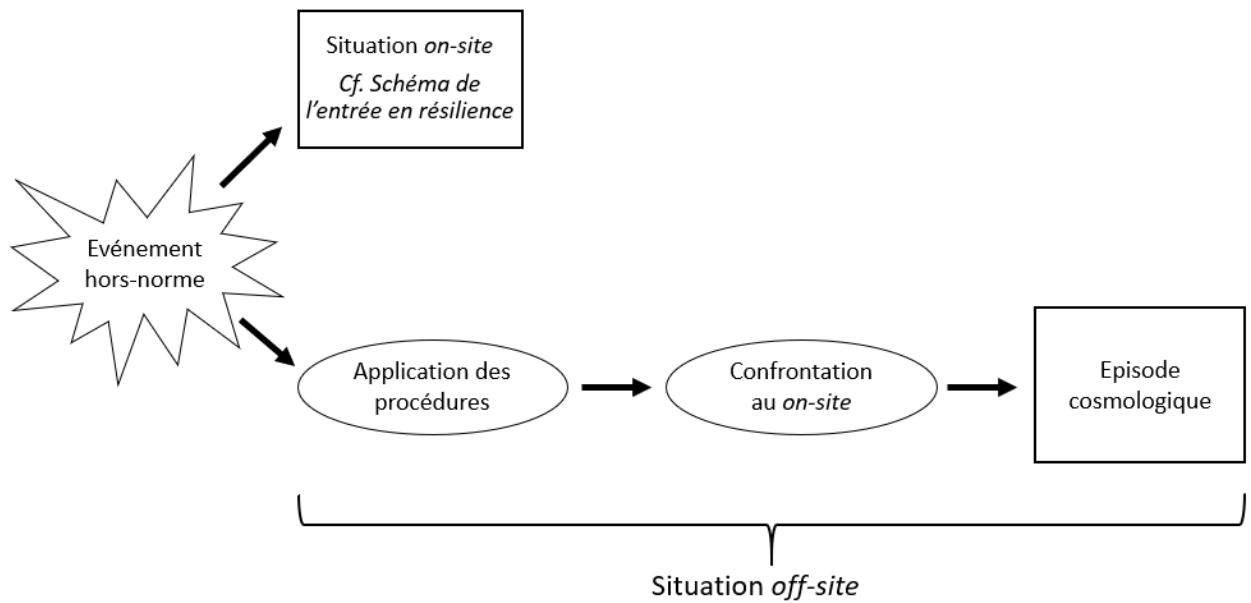 Situation on-site
Cf. Schéma de
l'entrée en résilience
Evénement
hors-norme
Application des
procédures
Confrontation
au on-site
Episode
cosmologique
Situation off-site